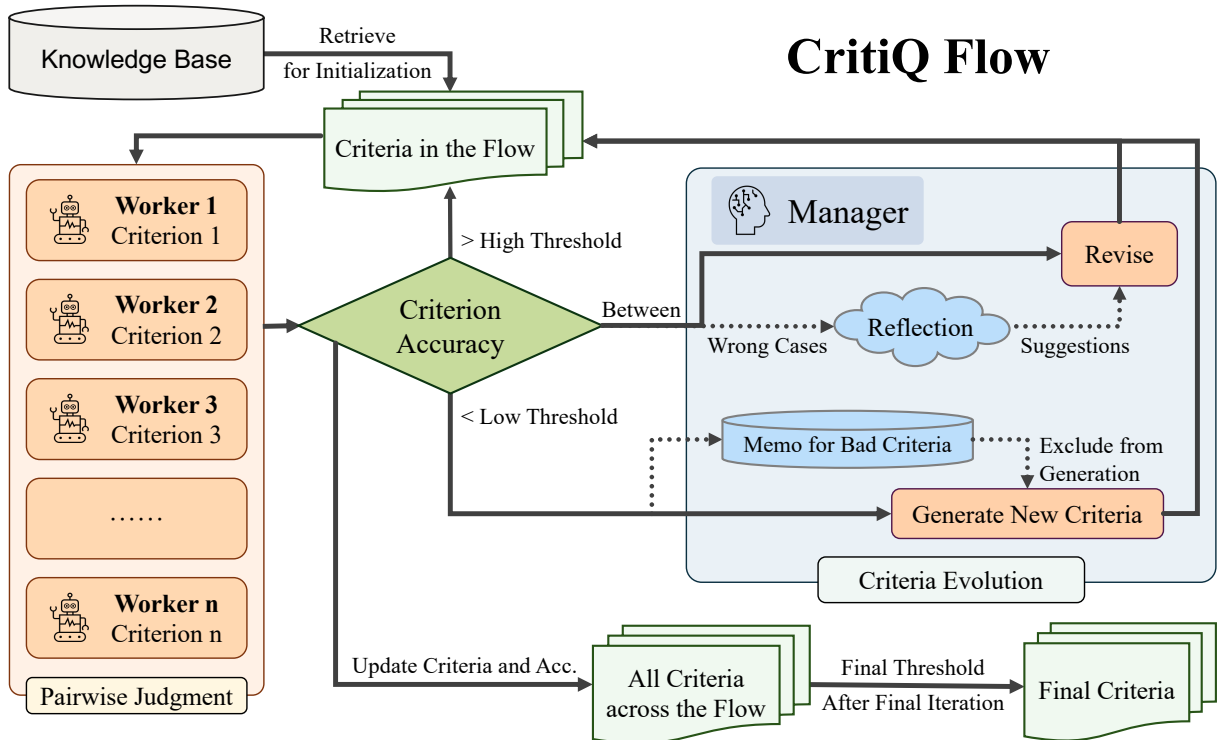 CritiQ Flow
Knowledge Base
Retrieve
for Initialization
Criteria in the Flow
Worker 1
Criterion 1
Worker 2
Criterion 2
Worker 3
Criterion 3
……
Worker n
Criterion n
Pairwise Judgment
> High Threshold
Criterion
Accuracy
Between
< Low Threshold
Manager
Revise
Wrong Cases
Reflection
Suggestions
Memo for Bad Criteria
Exclude from
Generation
Generate New Criteria
Criteria Evolution
Update Criteria and Acc.
All Criteria
across the Flow
Final Threshold
After Final Iteration
Final Criteria